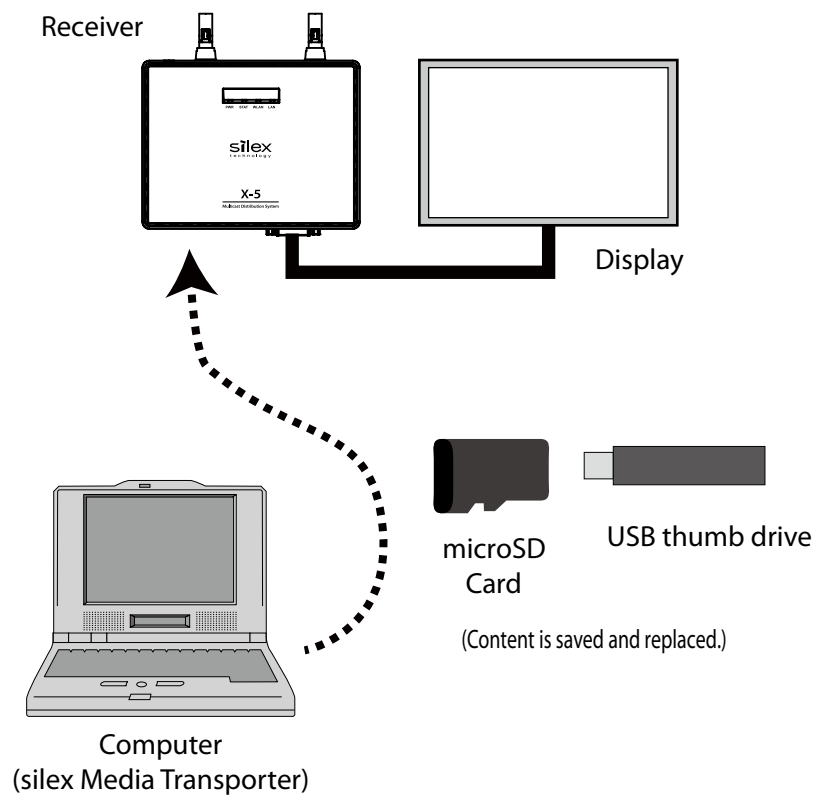 Receiver
PWR STAT WLAN LAN
silex
technology
X-5
Multicast Distribution System
Display
microSD
Card
USB thumb drive
(Content is saved and replaced.)
Computer
(silex Media Transporter)